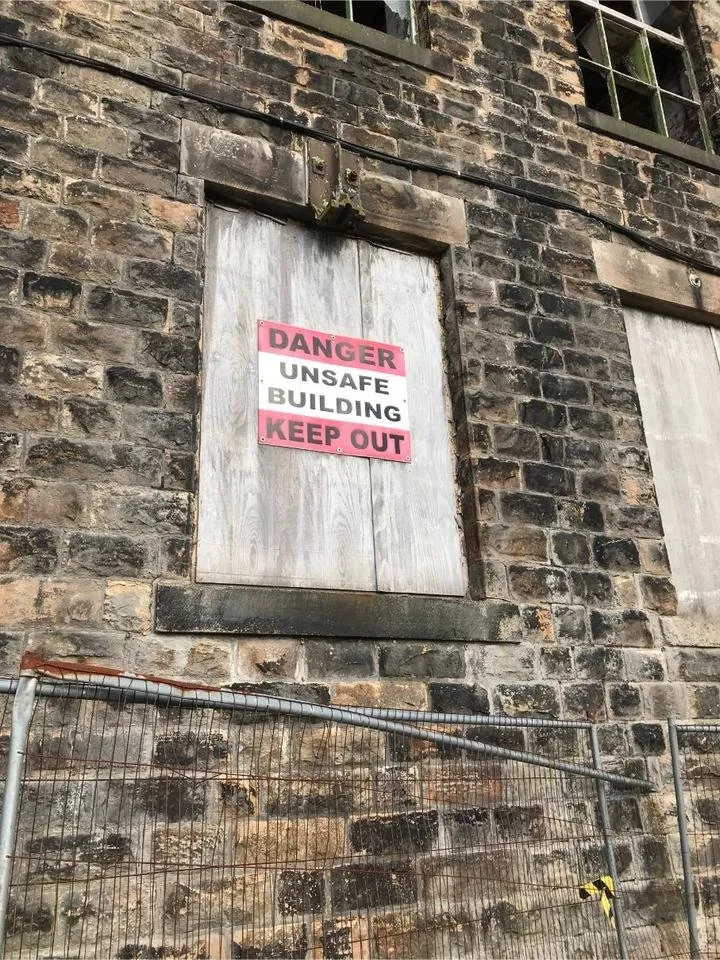 DANGER
UNSAFE
BUILDING
KEEP OUT